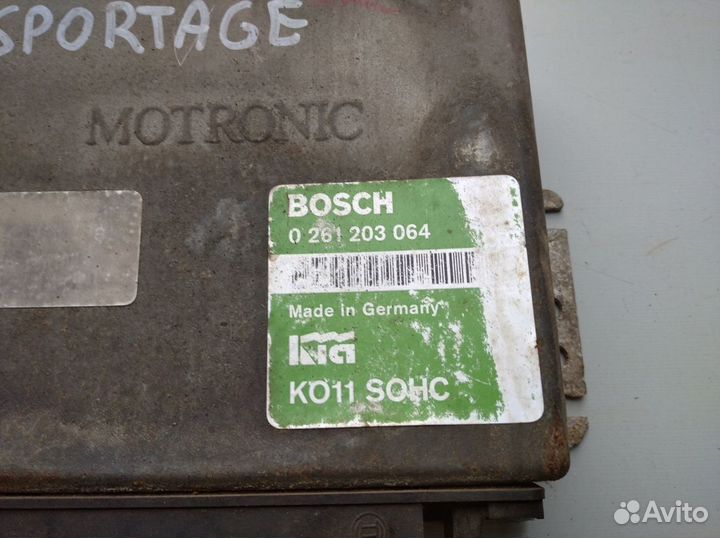 SPORTAGE
MOTRONIC
BOSCH
0 261 203 064
Made in Germany
KIA
KO11 SOHC
Avito